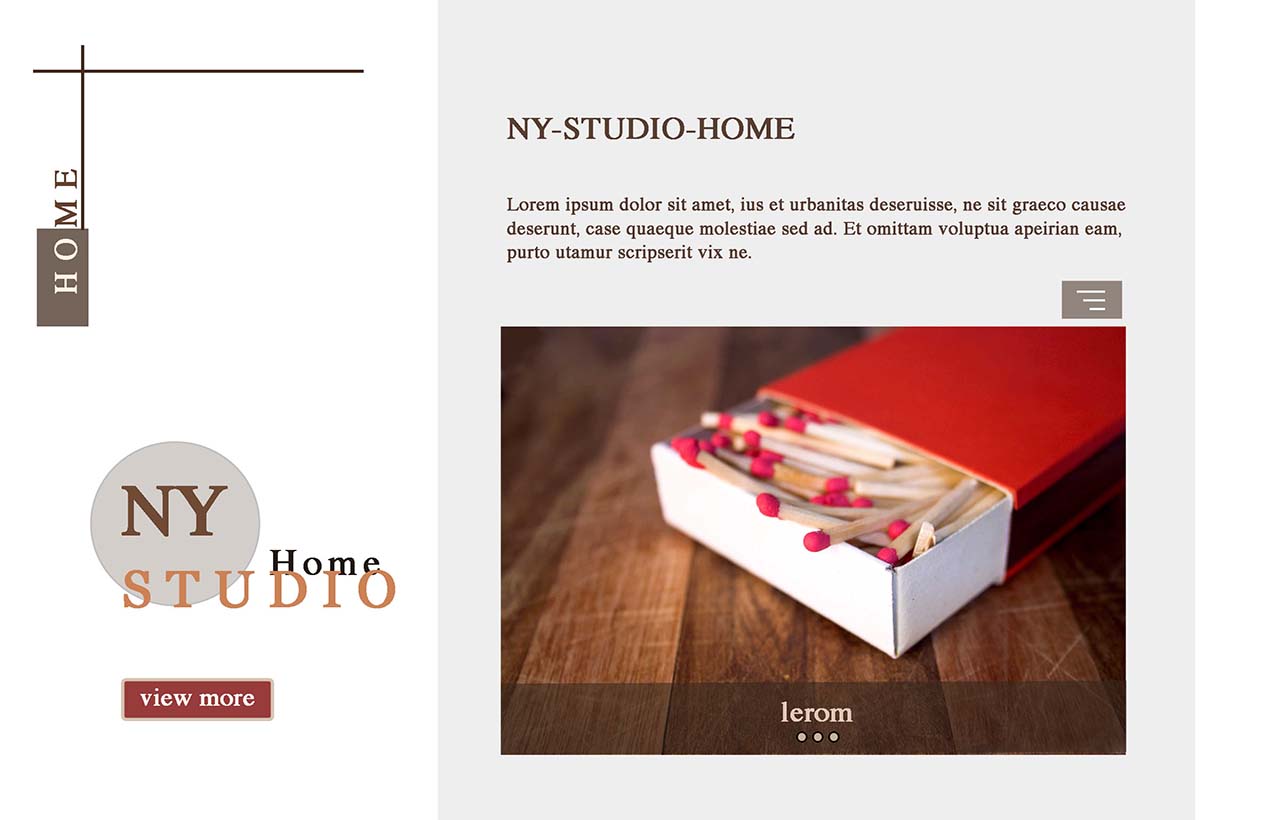 HOME
NY
Home
STUDIO
view more
NY-STUDIO-HOME
Lorem ipsum dolor sit amet, ius et urbanitas deseruisse, ne sit graeco causae
deserunt, case quaeque molestiae sed ad. Et omittam voluptua apeirian eam,
purto utamur scripserit vix ne.
lerom